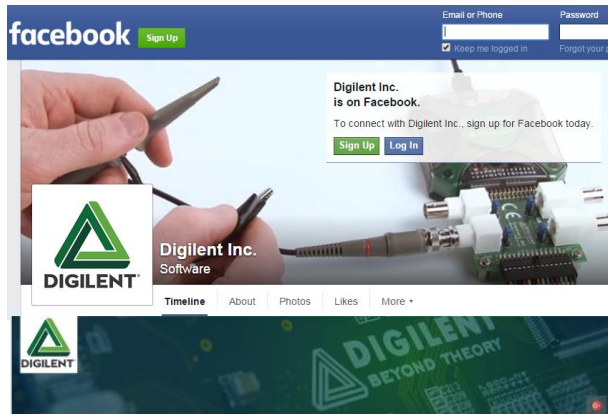 Email or Phone
Password
facebook
Sign Up
Keep me logged in
Forgot your
Digilent Inc.
is on Facebook.
To connect with Digilent Inc., sign up for Facebook today.
Sign Up
Log In
CE
DIGILENT
Digilent Inc.
Software
Timeline
About
Photos
Likes
More
DIGILENT
DIGILENT
BEYOND THEORY